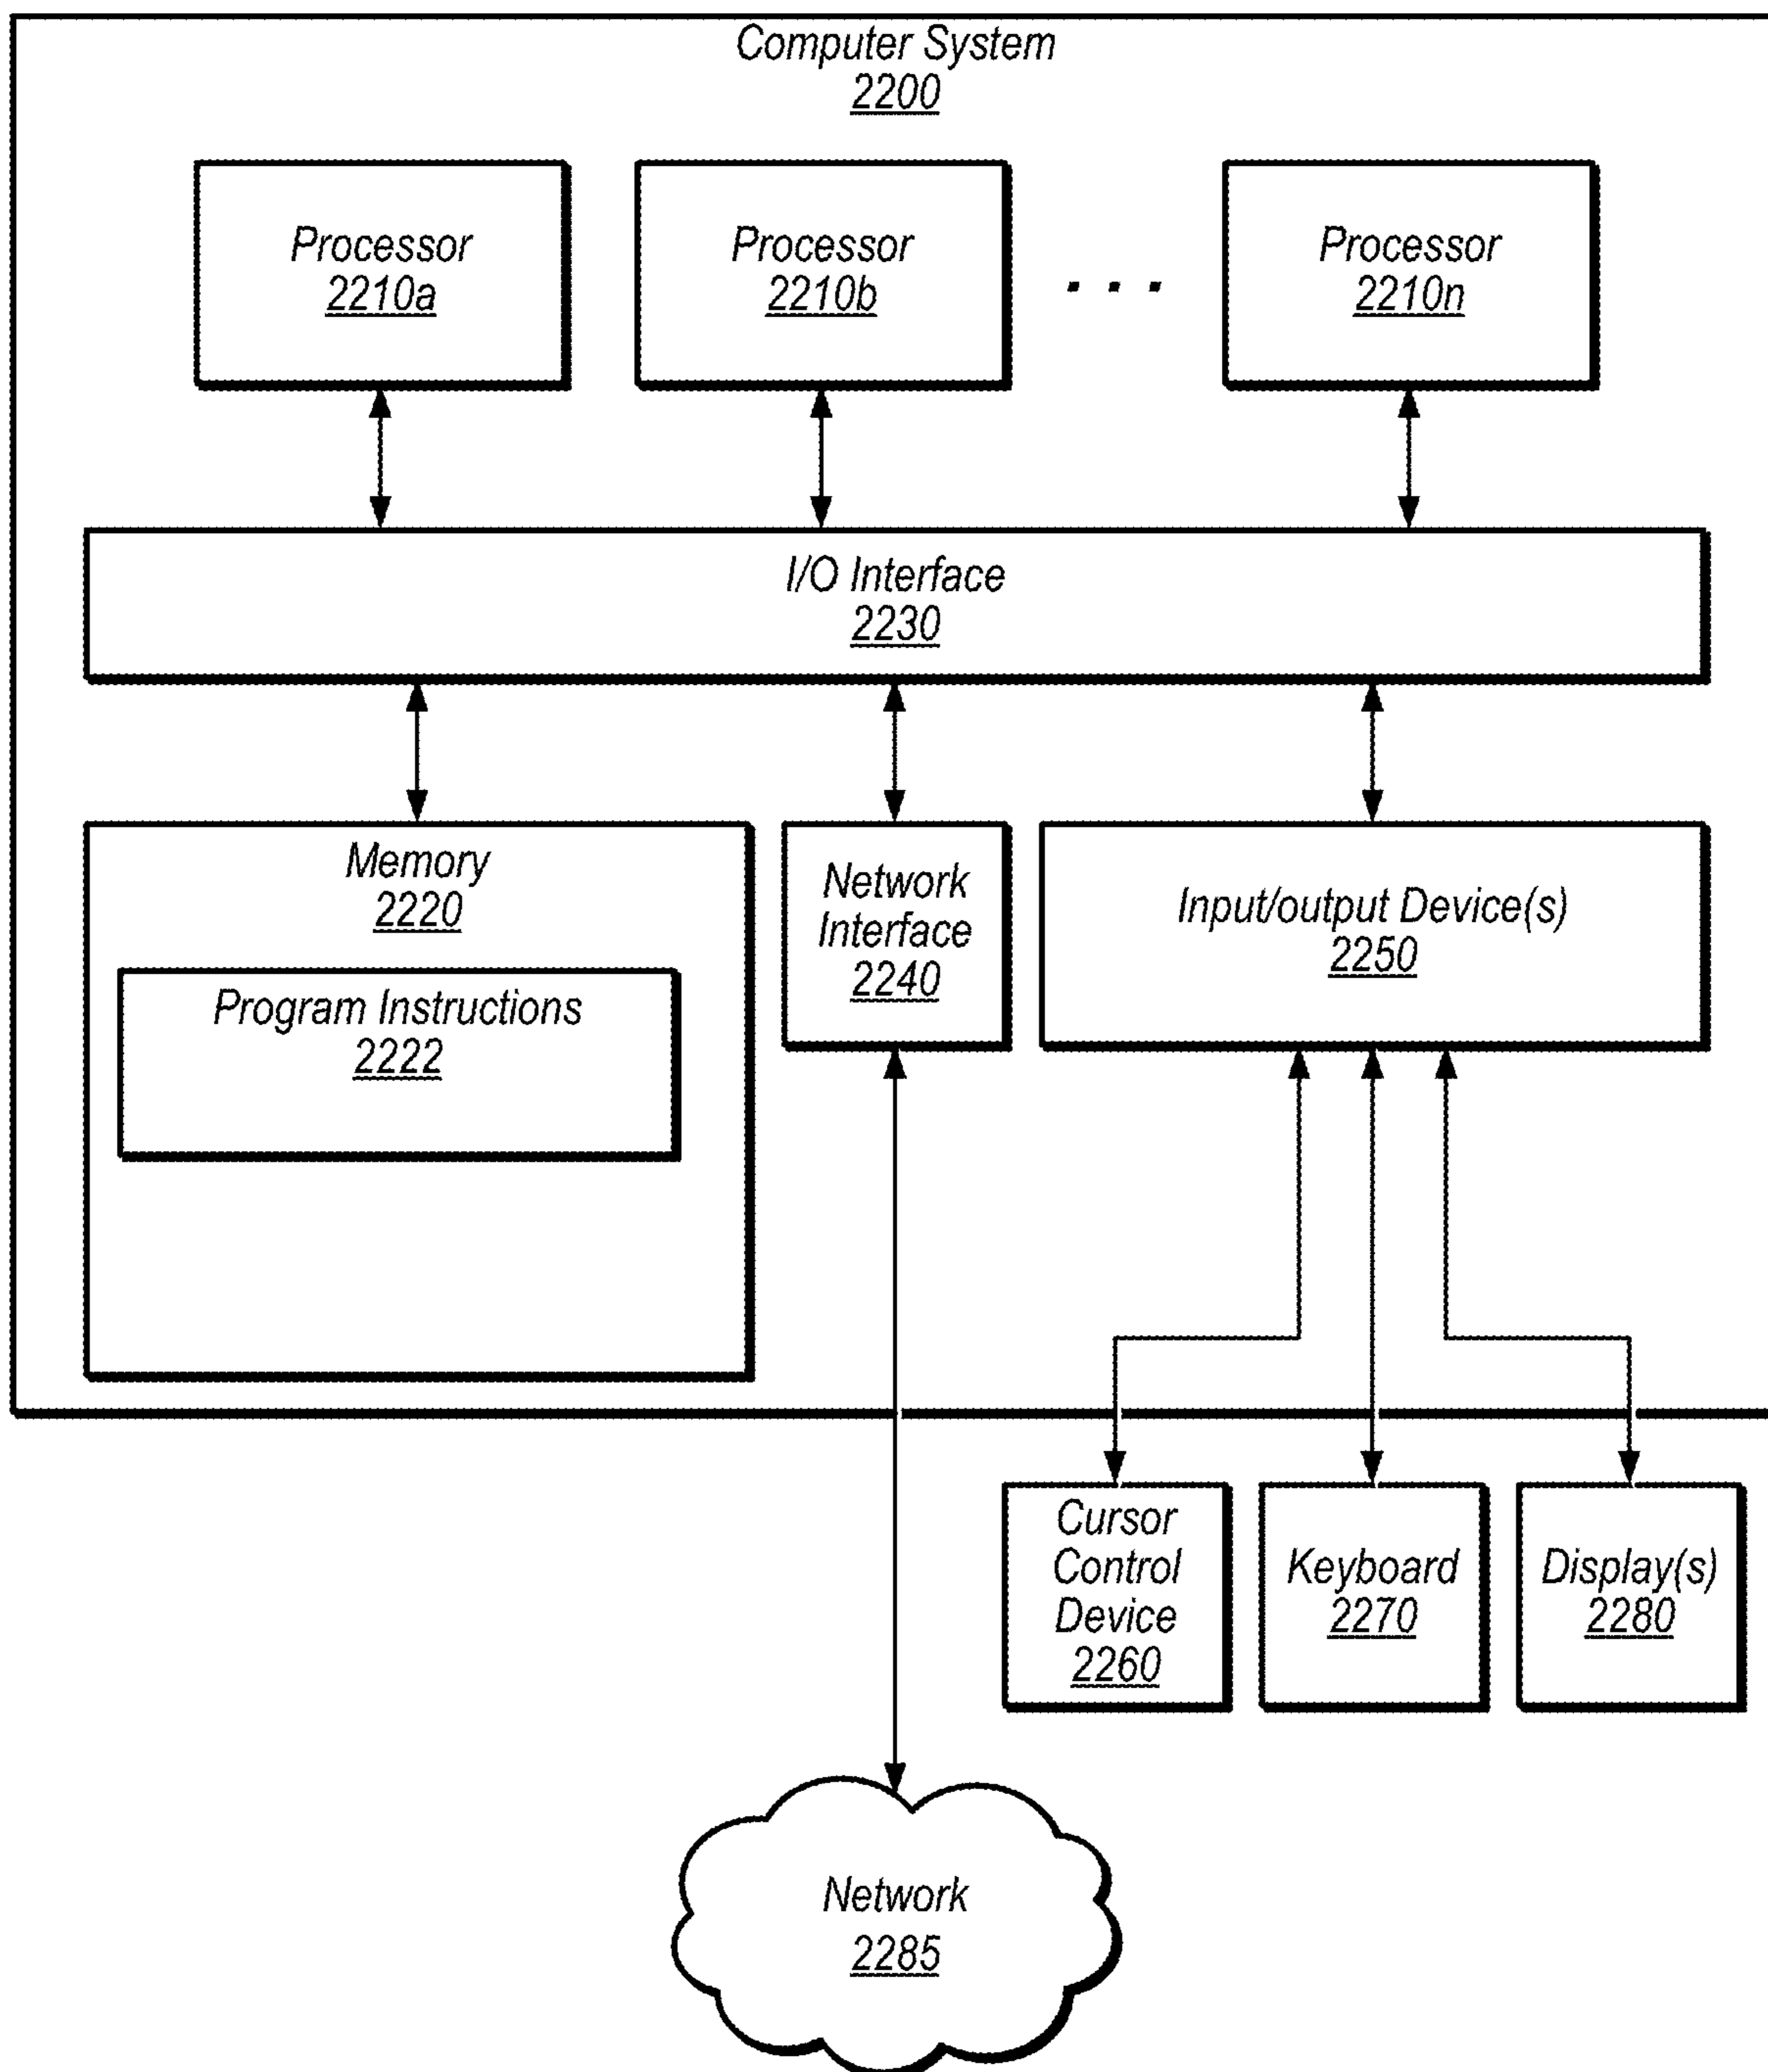 Computer System
2200
Processor
2210a
Processor
2210b
. . .
Processor
2210n
I/O Interface
2230
Memory
2220
Program Instructions
2222
Network
Interface
2240
Input/output Device(s)
2250
Cursor
Control
Device
2260
Keyboard
2270
Display(s)
2280
Network
2285